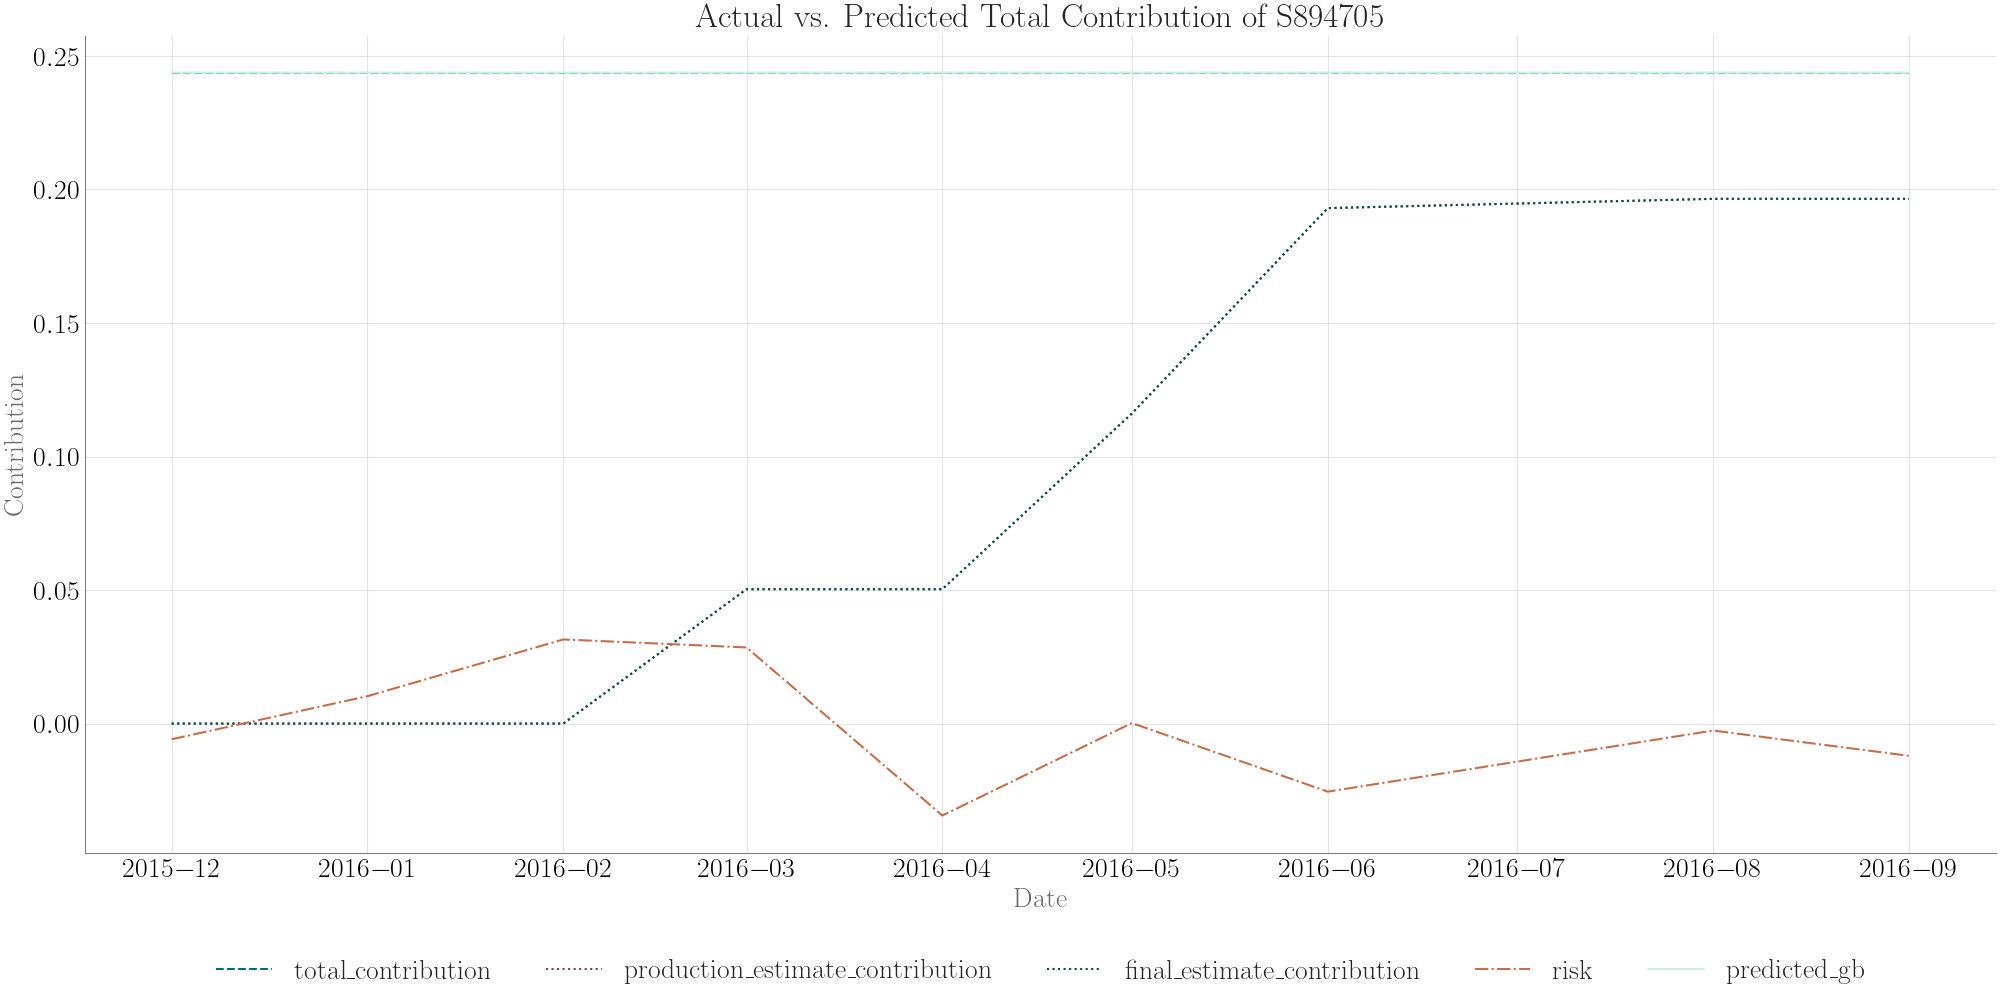 Actual vs. Predicted Total Contribution of S894705
0.25
0.20
0.15
0.10
0.05
0.00
Contribution
2015–12 2016–01 2016–02 2016–03 2016–04 2016–05 2016–06 2016–07 2016–08 2016–09
Date
total_contribution production_estimate_contribution final_estimate_contribution risk predicted_gb